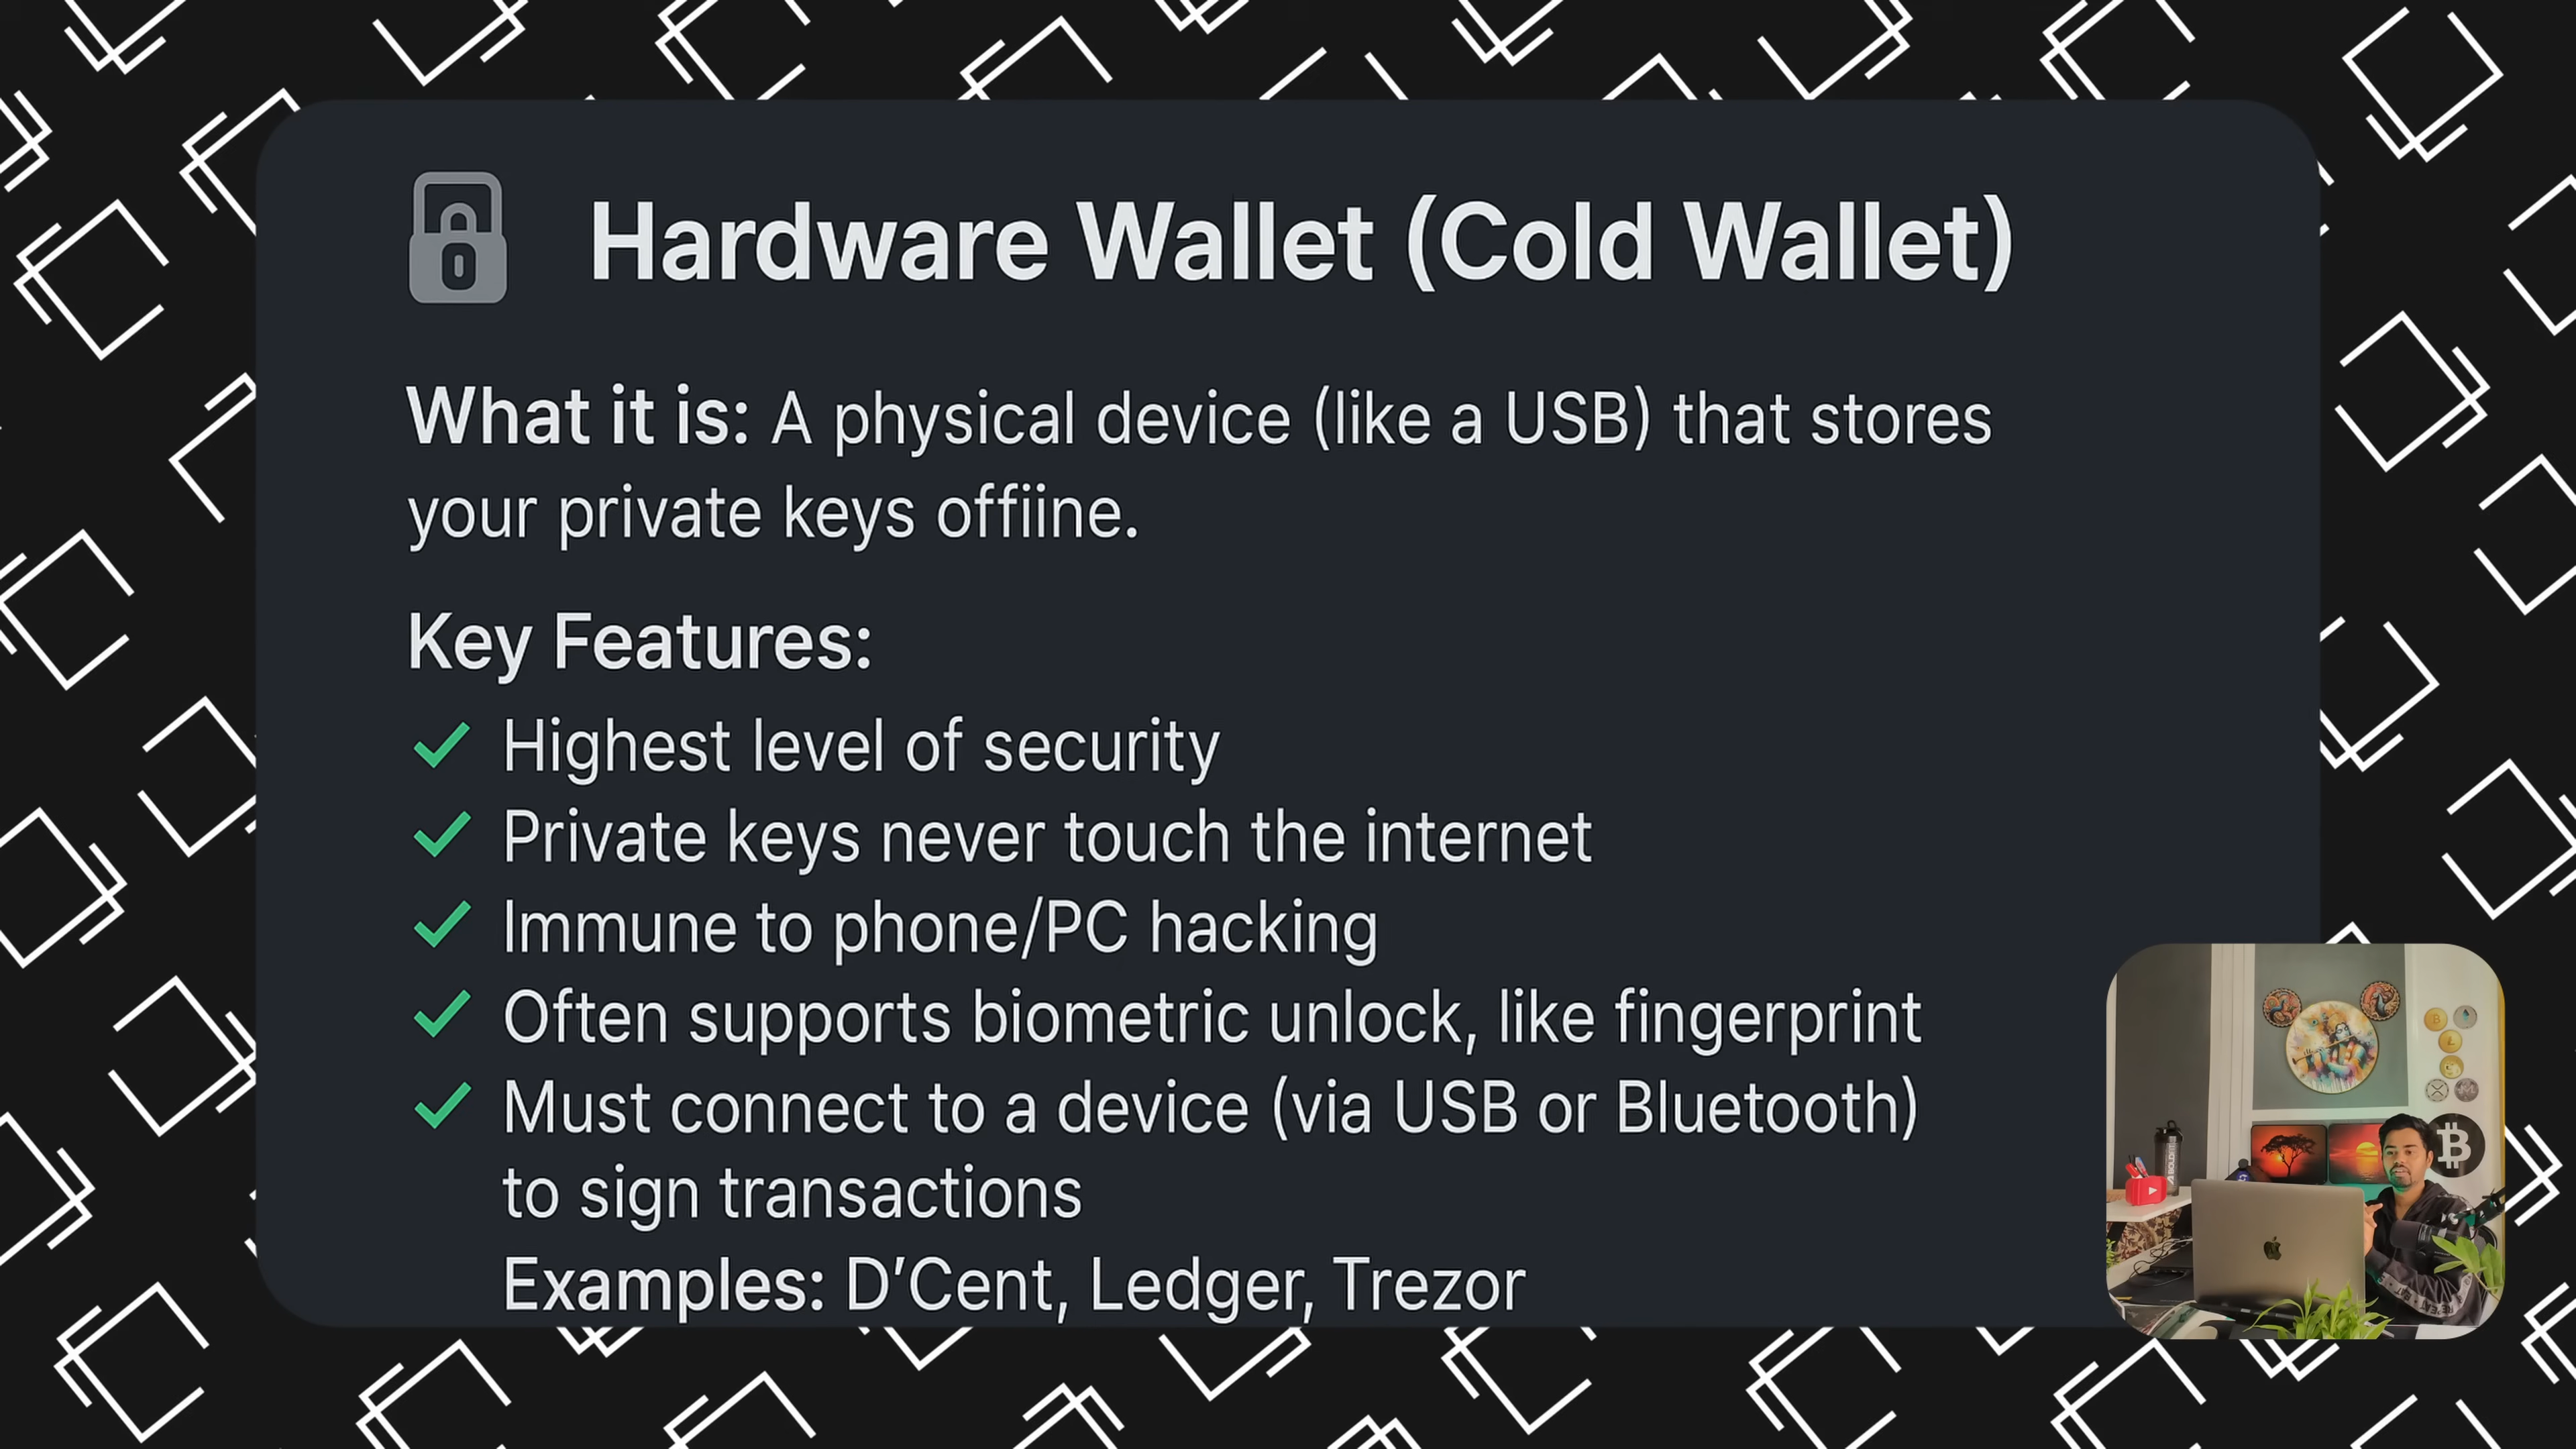 Hardware Wallet (Cold Wallet)
What it is: A physical device (like a USB) that stores
your private keys offiine.
Key Features:
Highest level of security
Private keys never touch the internet
Immune to phone/PC hacking
Often supports biometric unlock, like fingerprint
Must connect to a device (via USB or Bluetooth)
to sign transactions
Examples: D’Cent, Ledger, Trezor